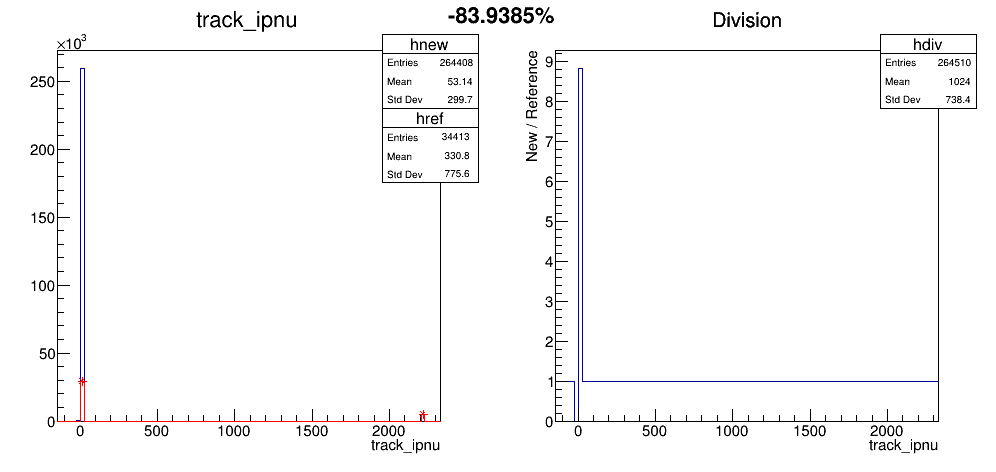 track_ipnu
-83.9385%
Division
×10³
hnew
Entries 264408
Mean 53.14
Std Dev 299.7
href
Entries 34413
Mean 330.8
Std Dev 775.6
250
200
150
100
50
0
0 500 1000 1500 2000
track_ipnu
hdiv
Entries 264510
Mean 1024
Std Dev 738.4
New / Reference
9
8
7
6
5
4
3
2
1
0
0 500 1000 1500 2000
track_ipnu